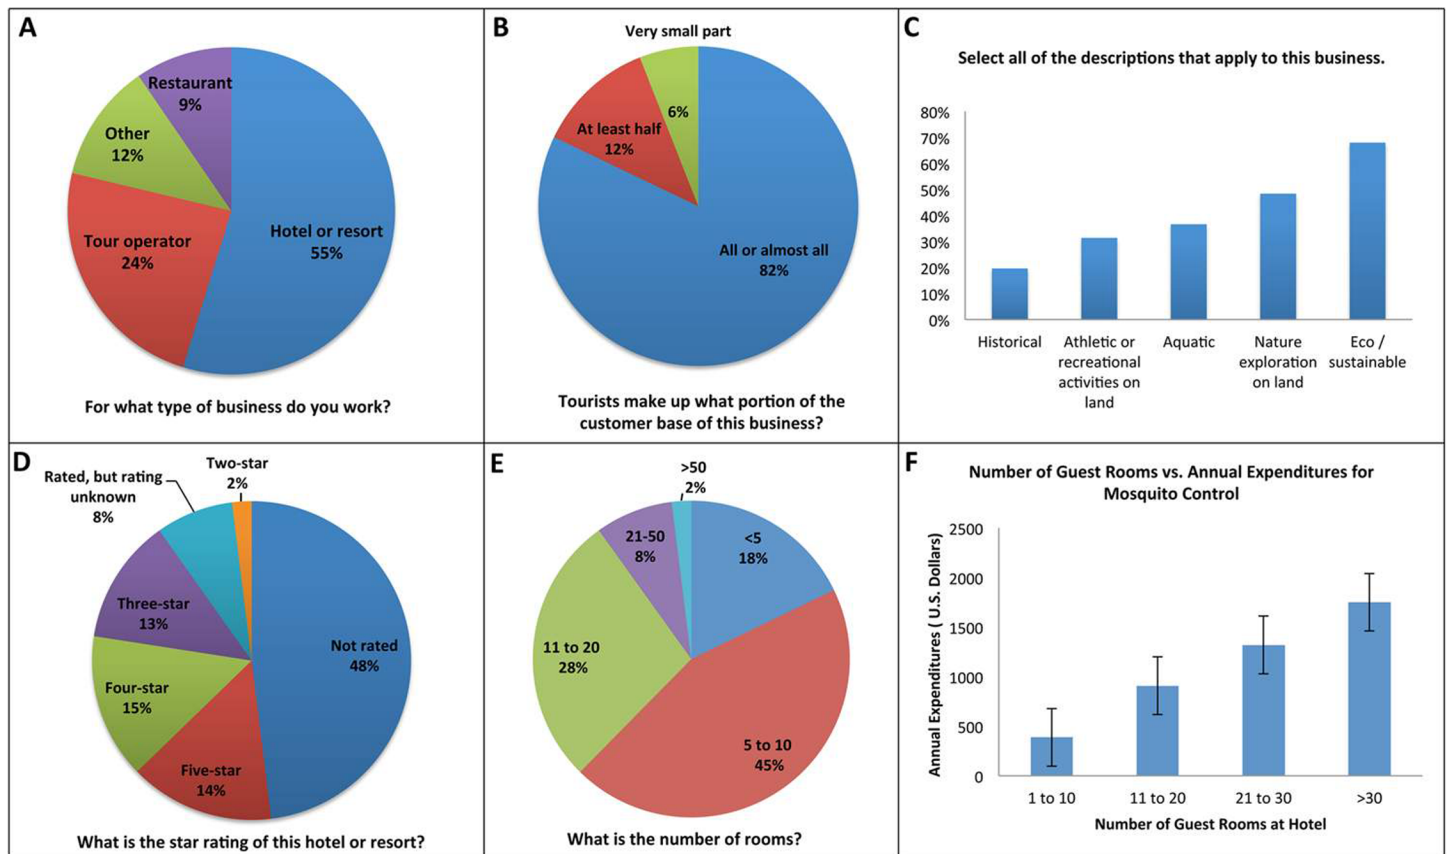 A
Restaurant
9%
Other
12%
Tour operator
24%
Hotel or resort
55%
For what type of business do you work?
B
Very small part
6%
At least half
12%
All or almost all
82%
Tourists make up what portion of the
customer base of this business?
C
Select all of the descriptions that apply to this business.
80%
70%
60%
50%
40%
30%
20%
10%
0%
Historical
Athletic or
recreational
activities on
land
Aquatic
Nature
exploration
on land
Eco /
sustainable
D
Two-star
2%
Rated, but rating
unknown
8%
Three-star
13%
Not rated
48%
Four-star
15%
Five-star
14%
What is the star rating of this hotel or resort?
E
>50
2%
21-50
8%
<5
18%
11 to 20
28%
5 to 10
45%
What is the number of rooms?
F
Number of Guest Rooms vs. Annual Expenditures for
Mosquito Control
Annual Expenditures ( U.S. Dollars)
2500
2000
1500
1000
500
0
1 to 10
11 to 20
21 to 30
>30
Number of Guest Rooms at Hotel